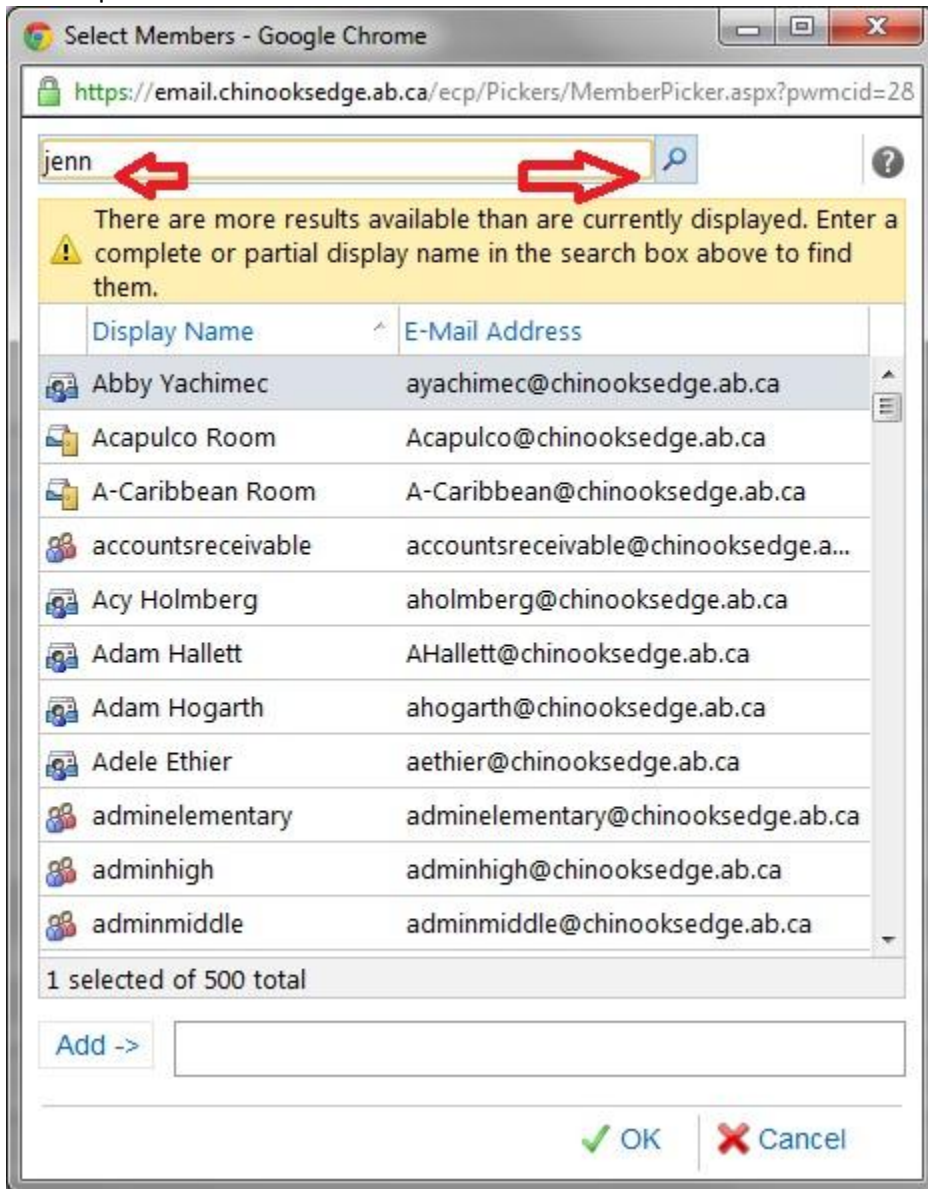 Select Members - Google Chrome
https://email.chinooksedge.ab.ca/ecp/Pickers/MemberPicker.aspx?pwmcid=28
jenn
There are more results available than are currently displayed. Enter a
complete or partial display name in the search box above to find
them.
Display Name E-Mail Address
Abby Yachimec ayachimec@chinooksedge.ab.ca
Acapulco Room Acapulco@chinooksedge.ab.ca
A-Caribbean Room A-Caribbean@chinooksedge.ab.ca
accountsreceivable accountsreceivable@chinooksedge.a...
Acy Holmberg aholmberg@chinooksedge.ab.ca
Adam Hallett AHallett@chinooksedge.ab.ca
Adam Hogarth ahogarth@chinooksedge.ab.ca
Adele Ethier aethier@chinooksedge.ab.ca
adminelementary adminelementary@chinooksedge.ab.ca
adminhigh adminhigh@chinooksedge.ab.ca
adminmiddle adminmiddle@chinooksedge.ab.ca
1 selected of 500 total
Add ->
OK Cancel